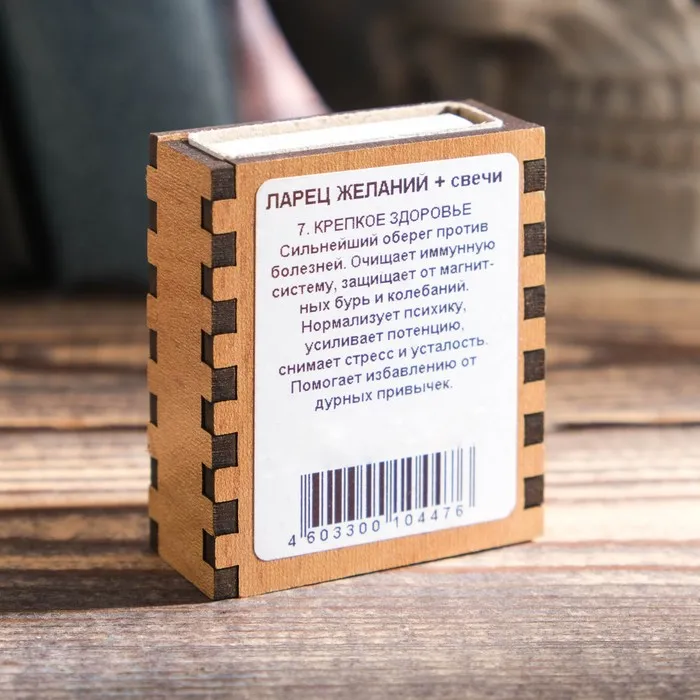 ЛАРЕЦ ЖЕЛАНИЙ + свечи
7. КРЕПКОЕ ЗДОРОВЬЕ
Сильнейший оберег против
болезней. Очищает иммунную
систему, защищает от магнит-
ных бурь и колебаний.
Нормализует психику,
усиливает потенцию,
снимает стресс и усталость.
Помогает избавлению от
дурных привычек.
4 603300 104476